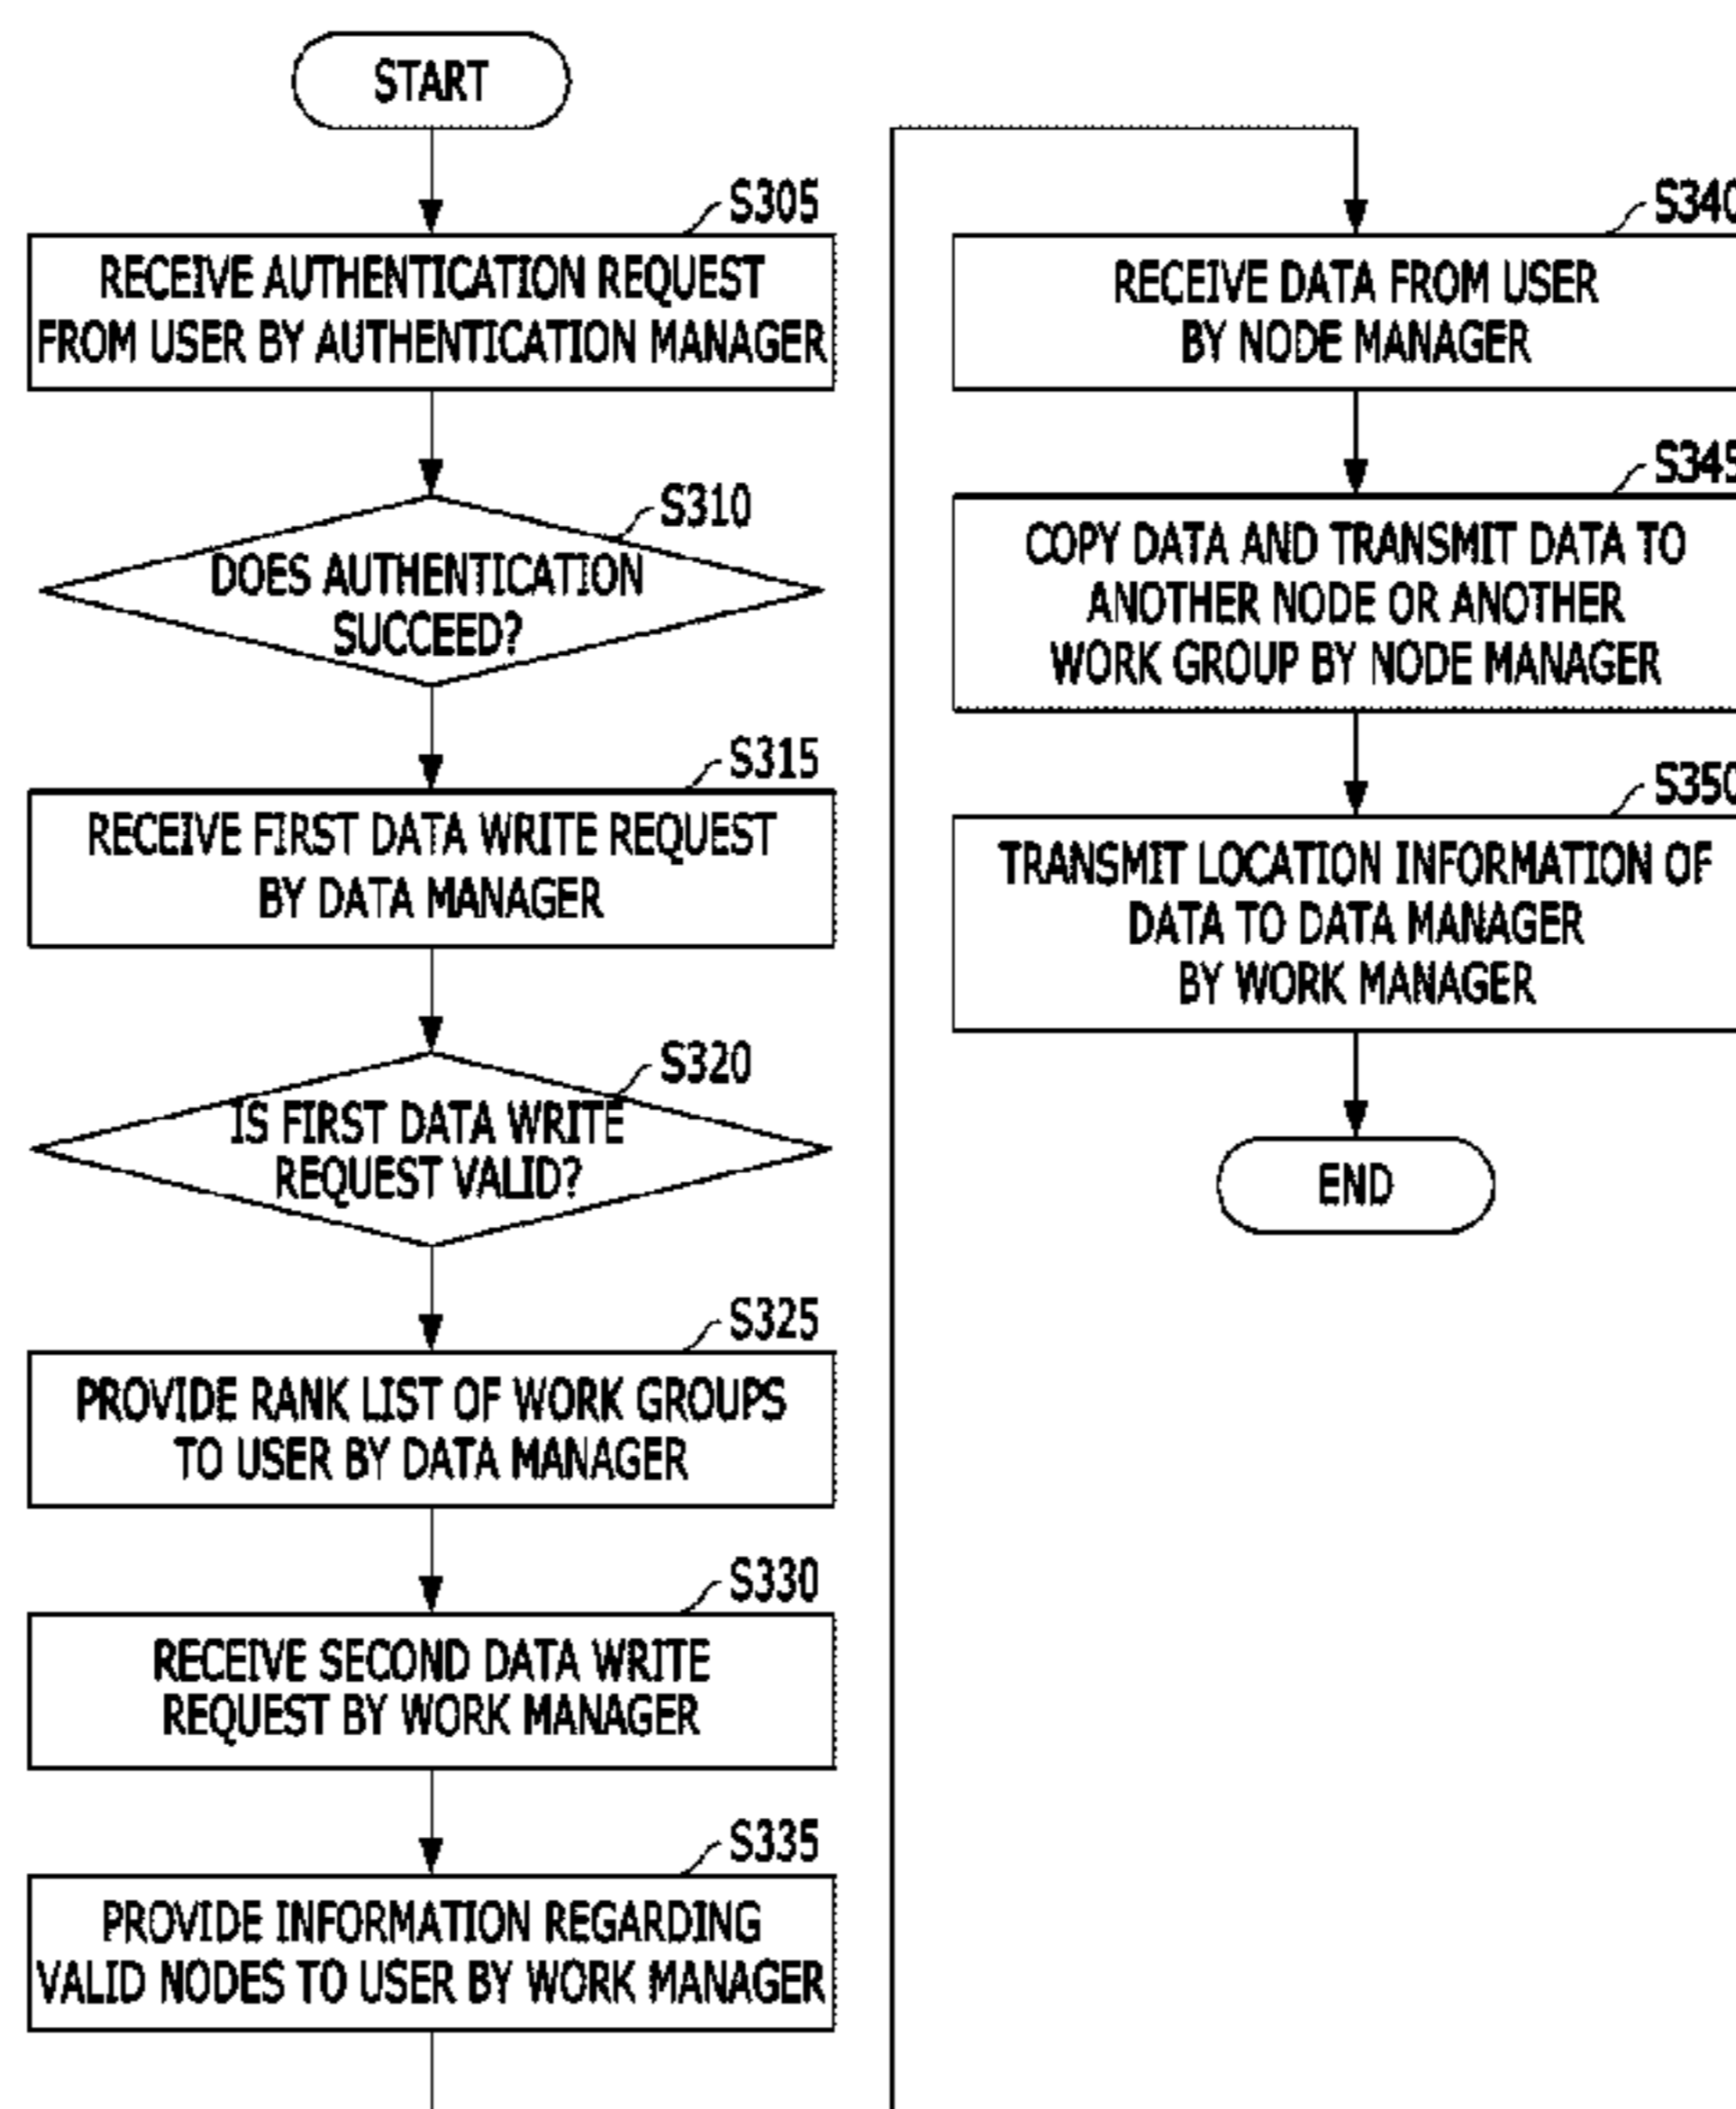 START
S305
RECEIVE AUTHENTICATION REQUEST
FROM USER BY AUTHENTICATION MANAGER
S310
DOES AUTHENTICATION
SUCCEED?
S315
RECEIVE FIRST DATA WRITE REQUEST
BY DATA MANAGER
S320
IS FIRST DATA WRITE
REQUEST VALID?
S325
PROVIDE RANK LIST OF WORK GROUPS
TO USER BY DATA MANAGER
S330
RECEIVE SECOND DATA WRITE
REQUEST BY WORK MANAGER
S335
PROVIDE INFORMATION REGARDING
VALID NODES TO USER BY WORK MANAGER
S340
RECEIVE DATA FROM USER
BY NODE MANAGER
S345
COPY DATA AND TRANSMIT DATA TO
ANOTHER NODE OR ANOTHER
WORK GROUP BY NODE MANAGER
S350
TRANSMIT LOCATION INFORMATION OF
DATA TO DATA MANAGER
BY WORK MANAGER
END